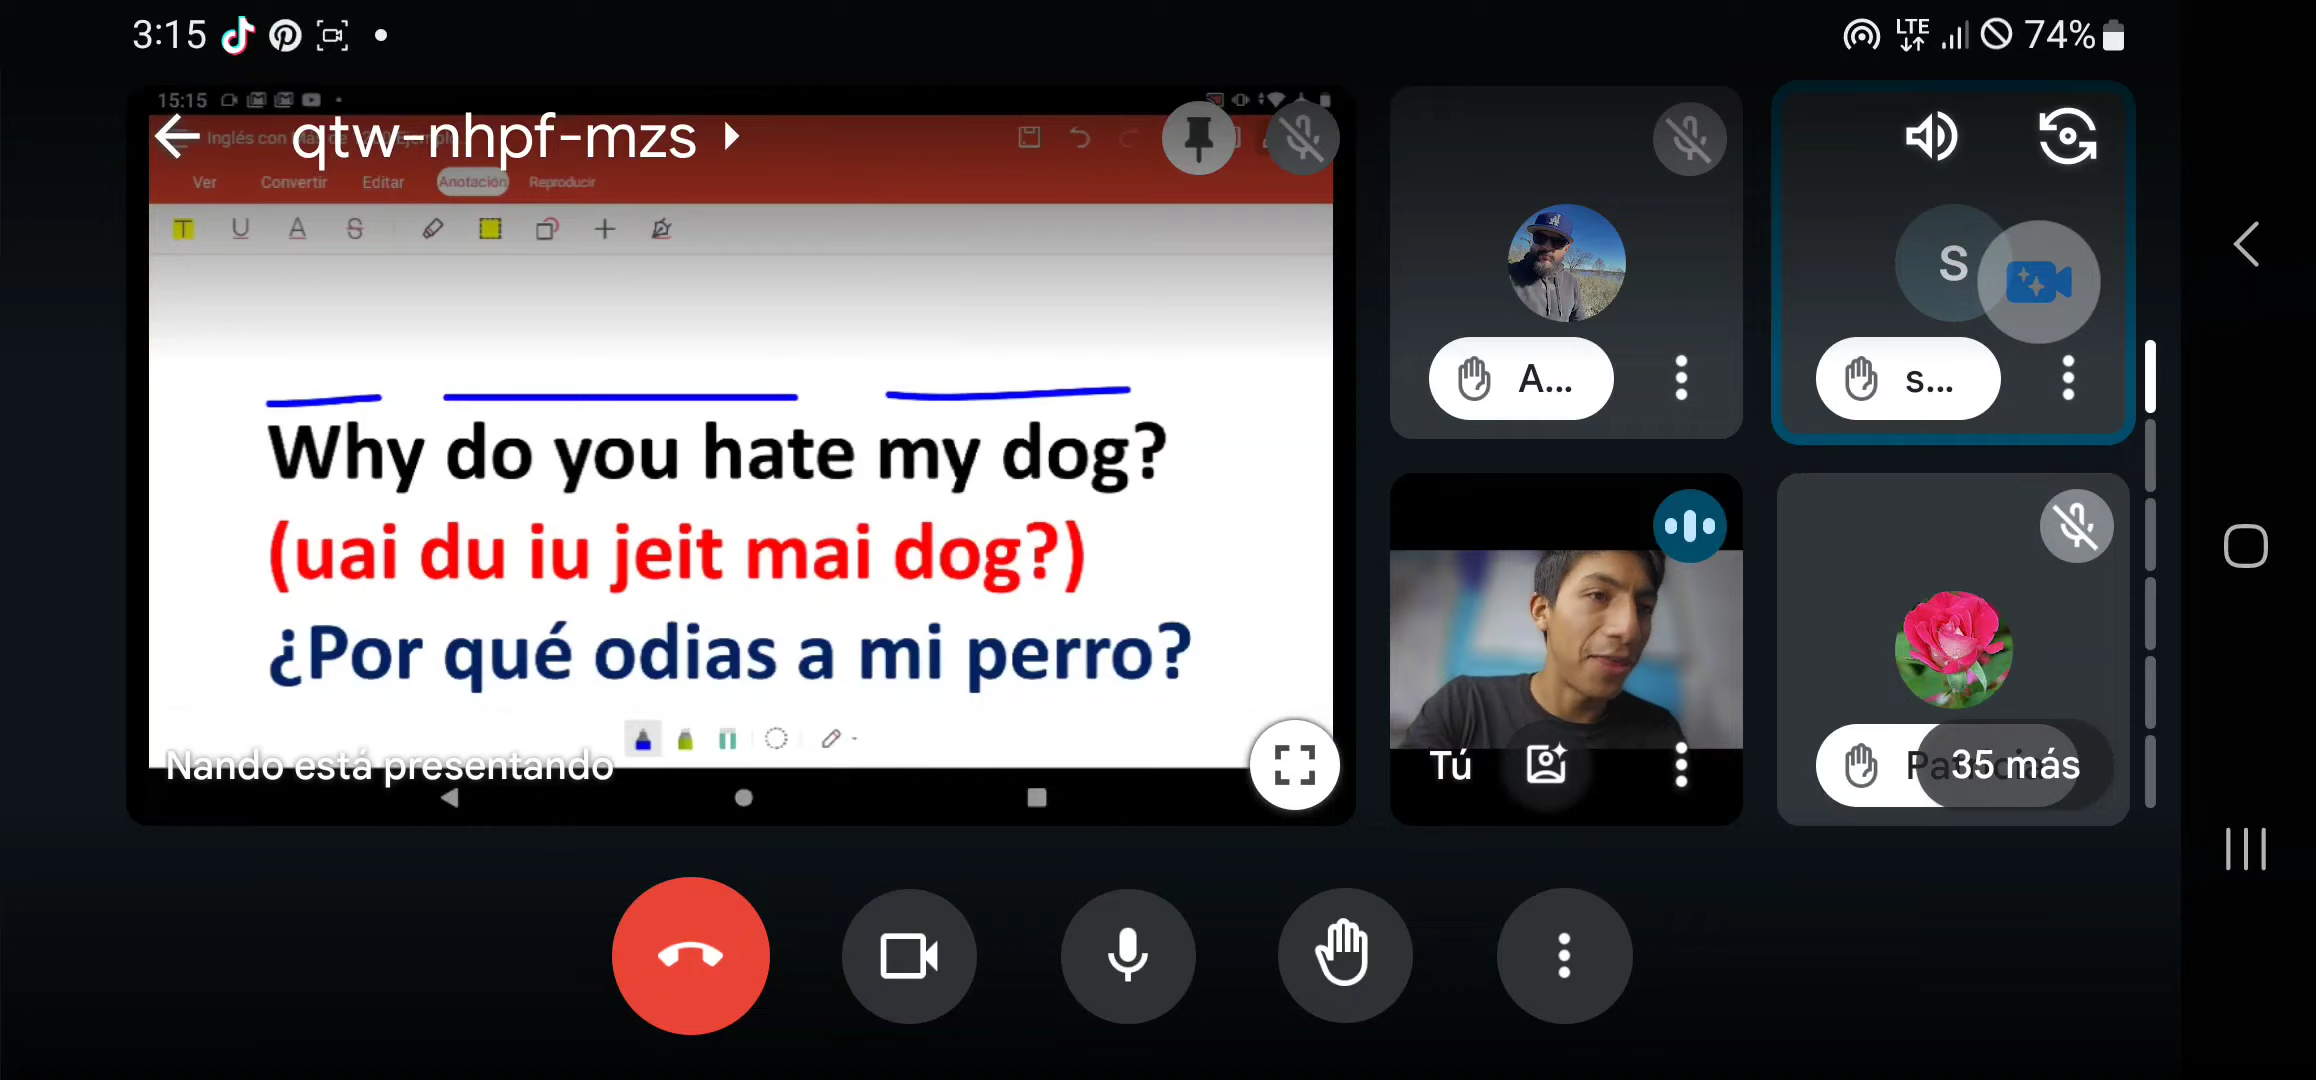 3:15
LTE
74%
15:15
qtw-nhpf-mzs
Inglés con
Ver Convertir Editar Anotación Reproducir
T U A S
Why do you hate my dog?
(uai du iu jeit mai dog?)
¿Por qué odias a mi perro?
Nando está presentando
A...
S
s...
Tú
35 más